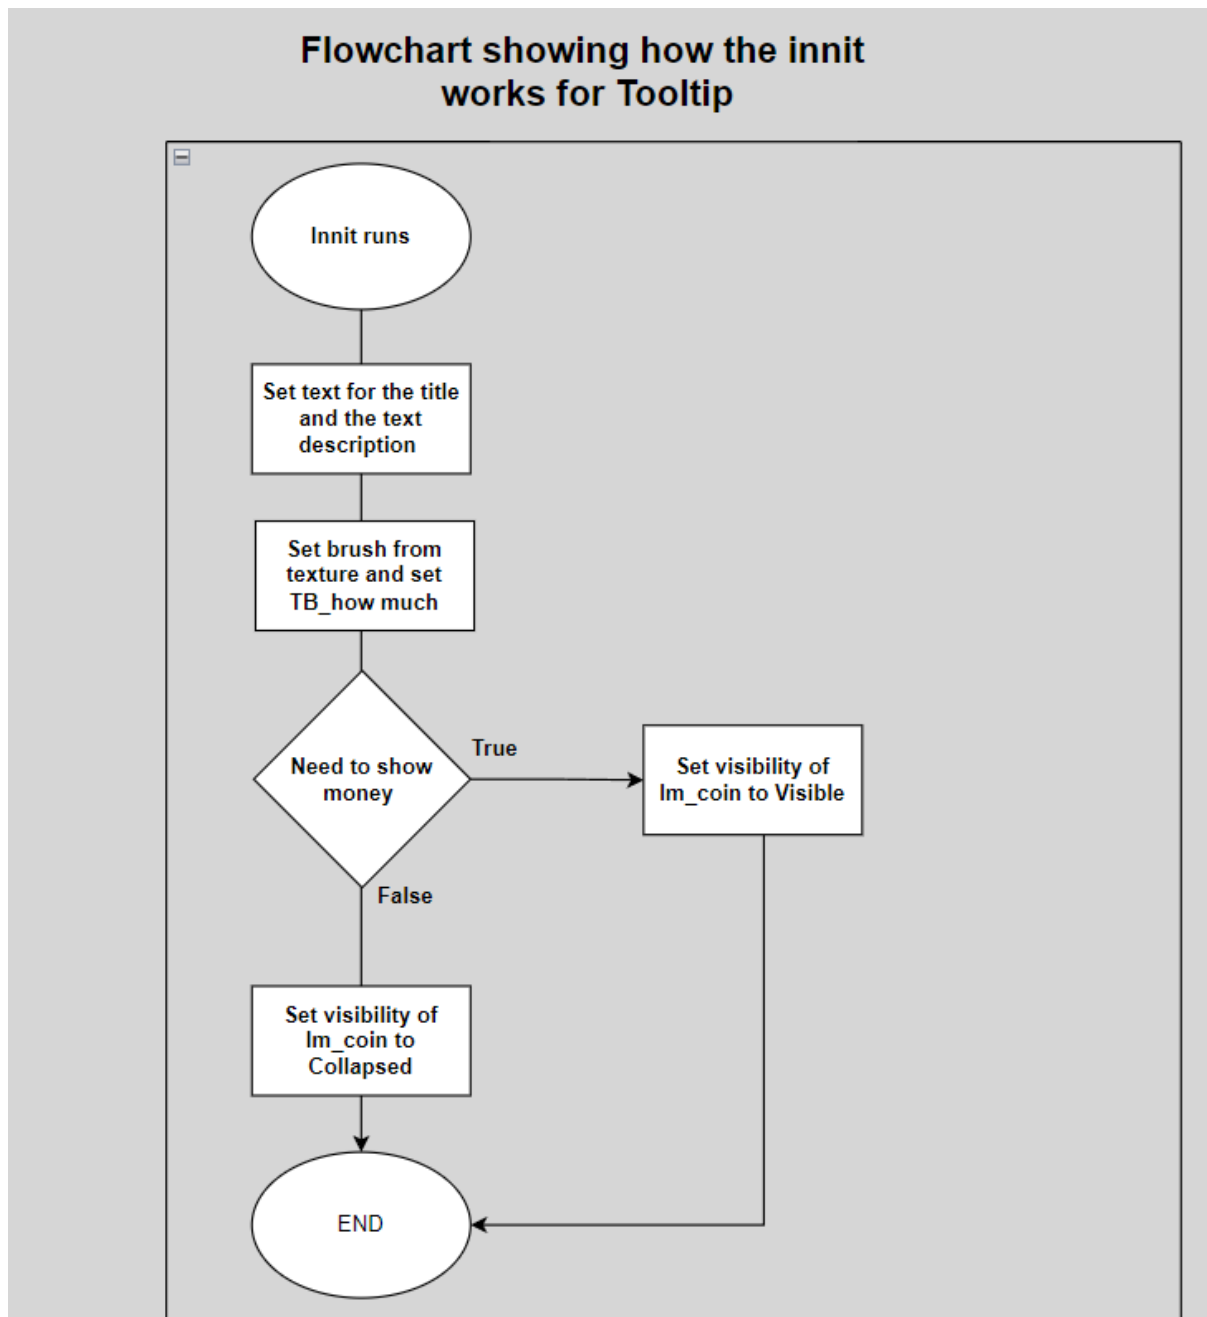 Flowchart showing how the innit
works for Tooltip
Innit runs
Set text for the title
and the text
description
Set brush from
texture and set
TB_how much
Need to show
money
True
Set visibility of
Im_coin to Visible
False
Set visibility of
Im_coin to
Collapsed
END